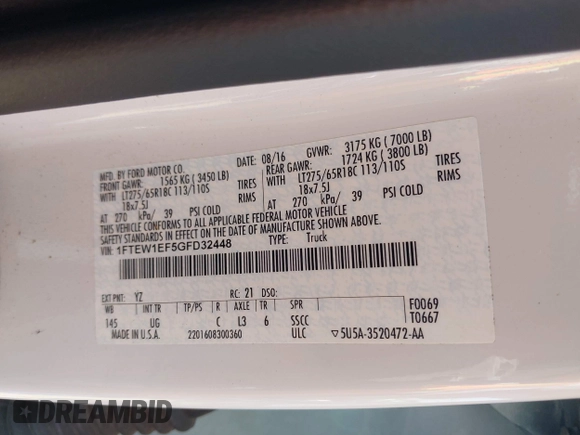 MFD. BY FORD MOTOR CO.
DATE: 08/16 GVWR: 3175 KG ( 7000 LB)
FRONT GAWR: 1565 KG ( 3450 LB) REAR GAWR: 1724 KG ( 3800 LB)
WITH LT275/65R18C 113/110S TIRES WITH LT275/65R18C 113/110S TIRES
18x7.5J RIMS 18x7.5J RIMS
AT 270 kPa/ 39 PSI COLD AT 270 kPa/ 39 PSI COLD
THIS VEHICLE CONFORMS TO ALL APPLICABLE FEDERAL MOTOR VEHICLE
SAFETY STANDARDS IN EFFECT ON THE DATE OF MANUFACTURE SHOWN ABOVE.
VIN: 1FTEW1EF5GFD32448
TYPE: Truck
EXT PNT: YZ RC: 21 DSO:
WB INT TR TP/PS R AXLE TR SPR F0069
145 UG C L3 6 SSCC T0667
MADE IN U.S.A. 2201608300360 ULC ▽5U5A-3520472-AA
DREAMBID